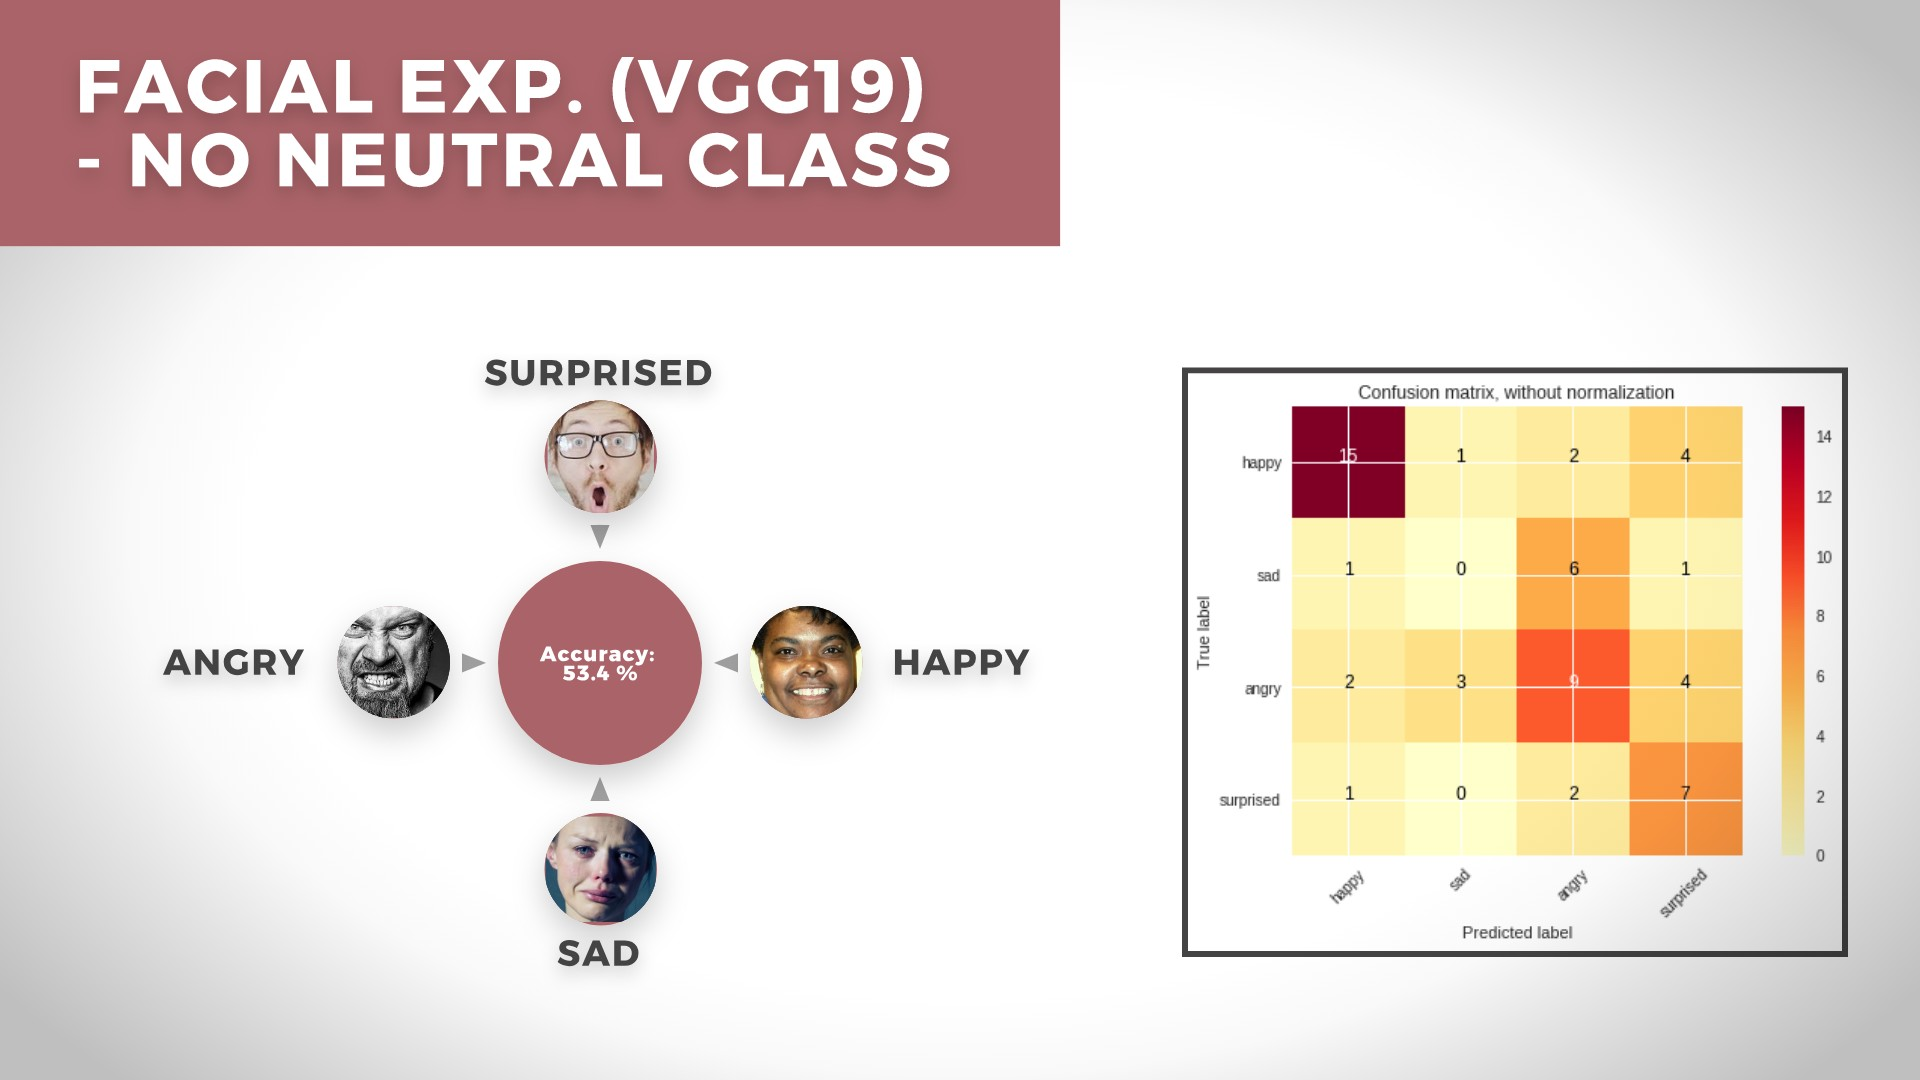 FACIAL EXP. (VGG19)
- NO NEUTRAL CLASS
SURPRISED
ANGRY
Accuracy:
53.4 %
HAPPY
SAD
Confusion matrix, without normalization
True label
happy 15 1 2 4
sad 1 0 6 1
angry 2 3 9 4
surprised 1 0 2 7
happy sad angry surprised
Predicted label
14
12
10
8
6
4
2
0